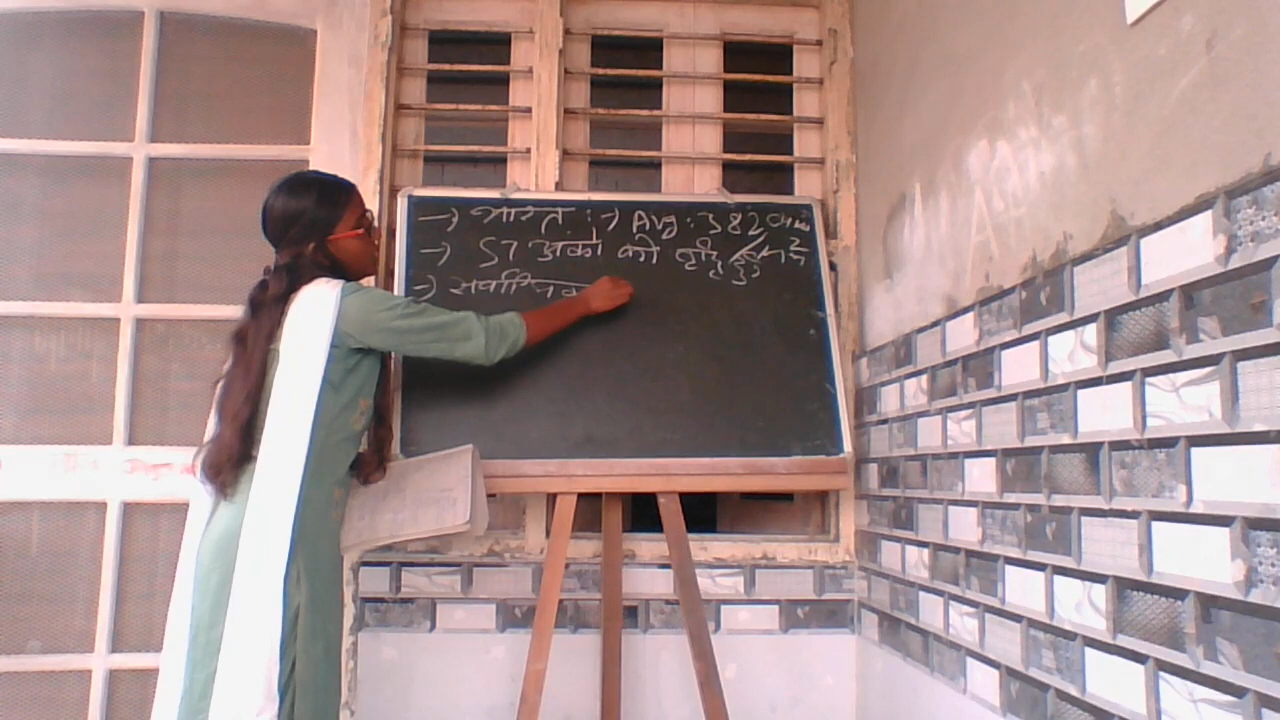 → भारत :→ Avg : 382
→ 57 अंको की वृद्धि हुई
→ सर्वाधिक